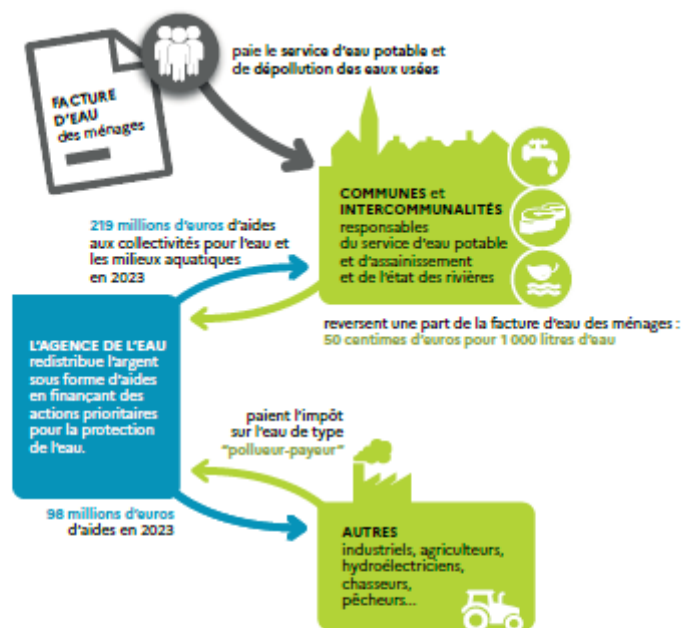 paie le service d'eau potable et
de dépollution des eaux usées
FACTURE
D'EAU
des ménages
COMMUNES et
INTERCOMMUNALITÉS
responsables
du service d'eau potable
et d'assainissement
et de l'état des rivières
219 millions d'euros d'aides
aux collectivités pour l'eau et
les milieux aquatiques
en 2023
reversent une part de la facture d'eau des ménages :
50 centimes d'euros pour 1 000 litres d'eau
L'AGENCE DE L'EAU
redistribue l'argent
sous forme d'aides
en finançant des
actions prioritaires
pour la protection
de l'eau.
paient l'impôt
sur l'eau de type
"pollueur-payeur"
98 millions d'euros
d'aides en 2023
AUTRES
industriels, agriculteurs,
hydroélectriciens,
chasseurs,
pêcheurs...